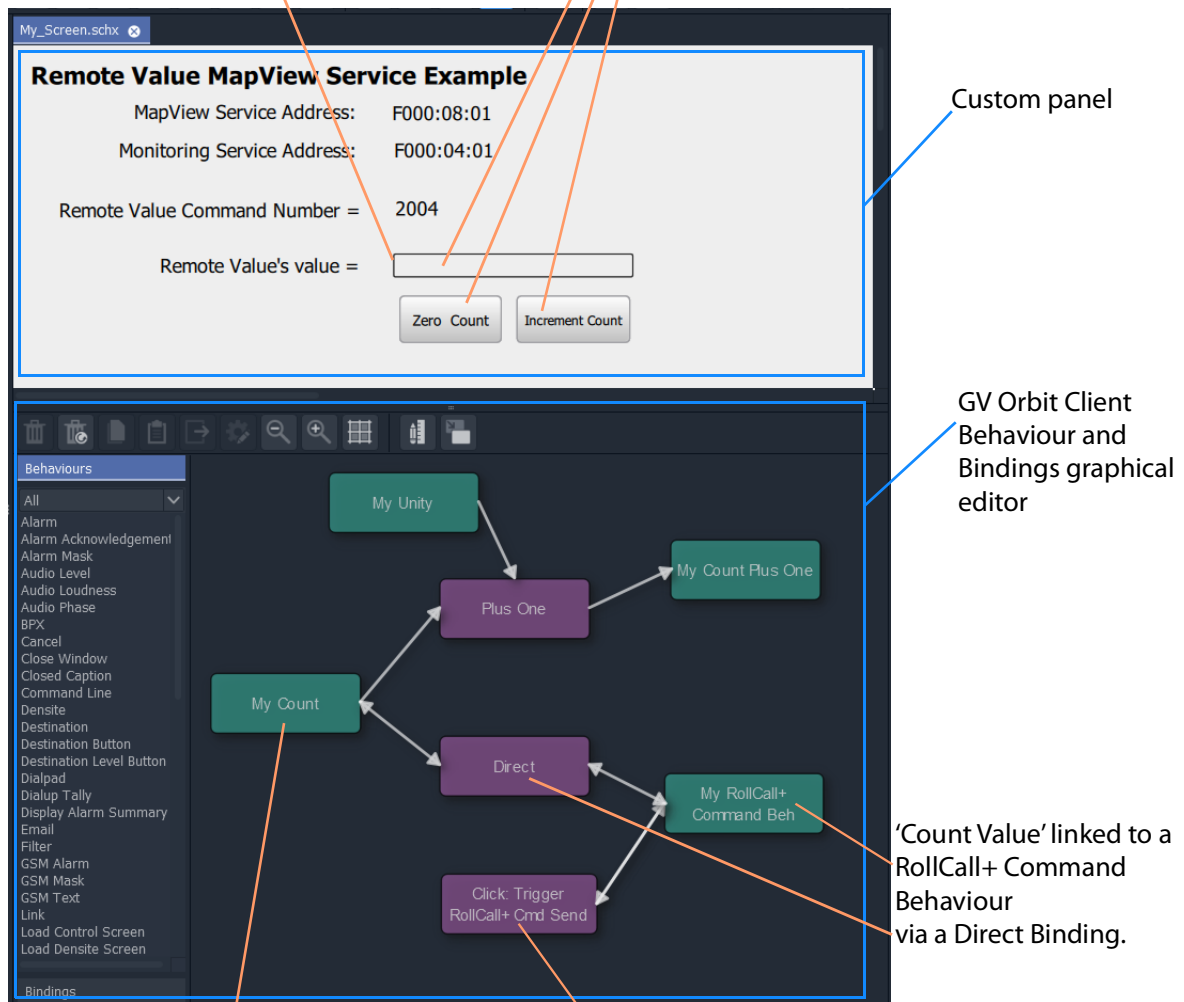 My_Screen.schx
Remote Value MapView Service Example
MapView Service Address: F000:08:01
Monitoring Service Address: F000:04:01
Remote Value Command Number = 2004
Remote Value's value =
Zero Count
Increment Count
Custom panel
GV Orbit Client
Behaviour and
Bindings graphical
editor
Behaviours
All
Alarm
Alarm Acknowledgement
Alarm Mask
Audio Level
Audio Loudness
Audio Phase
BPX
Cancel
Close Window
Closed Caption
Command Line
Densite
Destination
Destination Button
Destination Level Button
Dialpad
Dialup Tally
Display Alarm Summary
Email
Filter
GSM Alarm
GSM Mask
GSM Text
Link
Load Control Screen
Load Densite Screen
Bindings
My Unity
My Count Plus One
Plus One
My Count
Direct
My RollCall+
Command Beh
Click: Trigger
RollCall+ Cmd Send
‘Count Value’ linked to a
RollCall+ Command
Behaviour
via a Direct Binding.